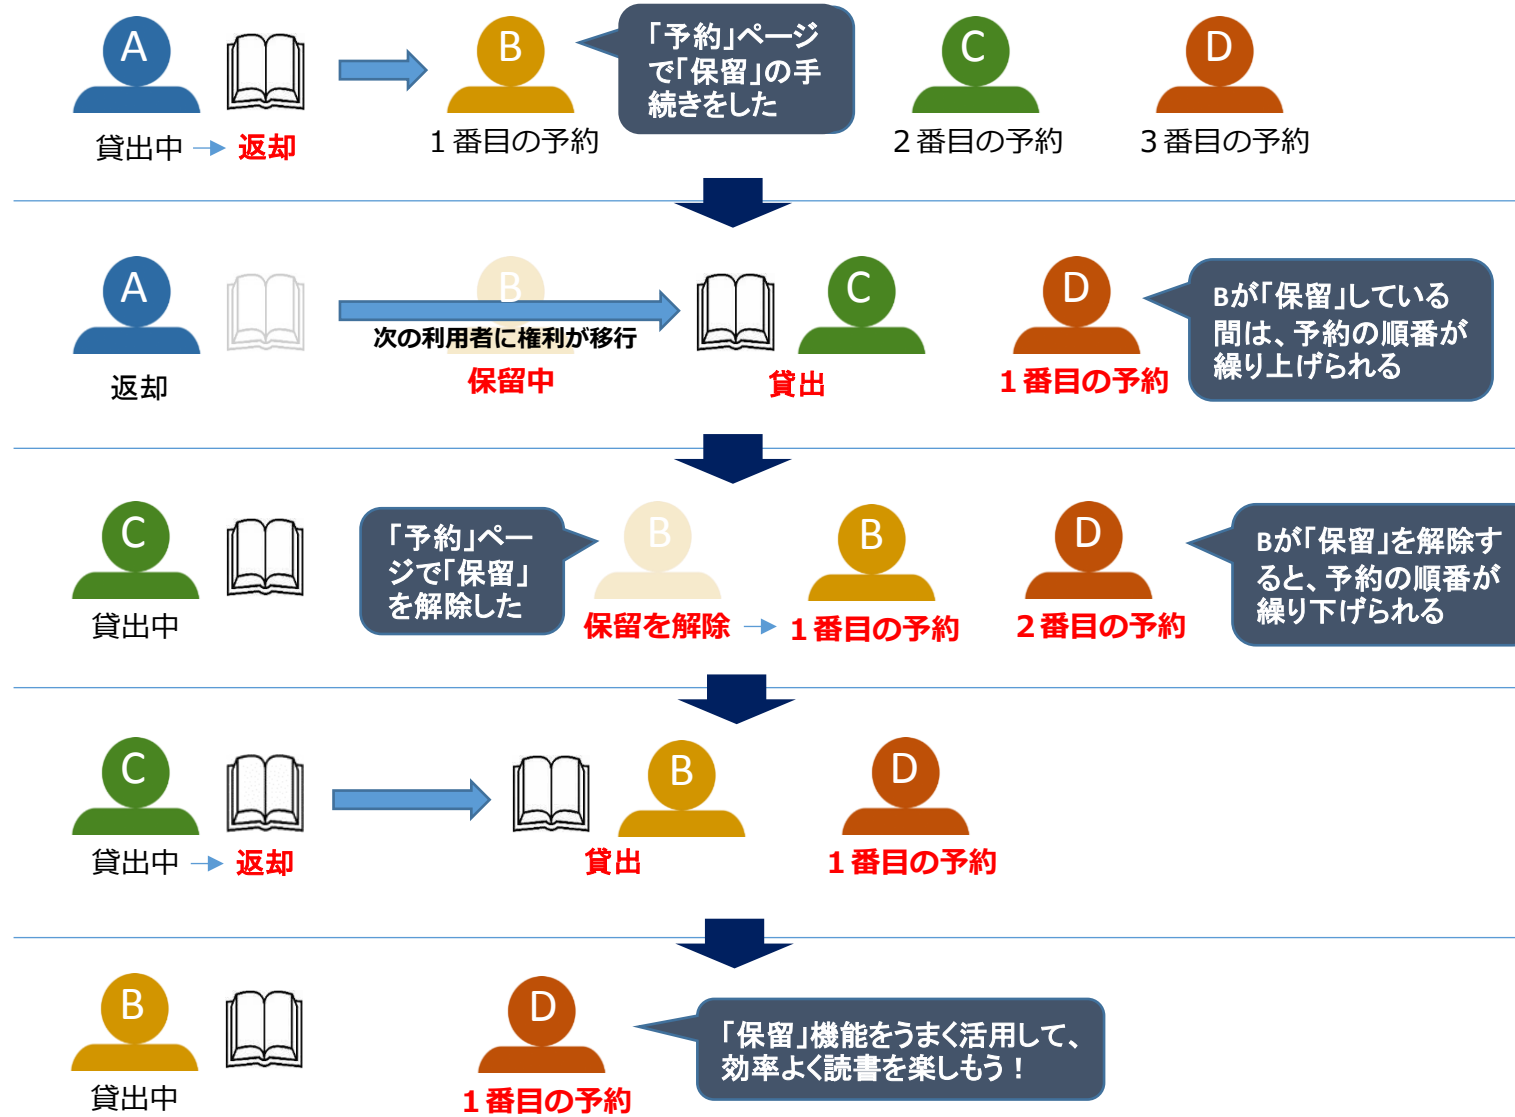 A
B
「予約」ページ
で「保留」の手
続きをした
C
D
貸出中
返却
１番目の予約
２番目の予約
３番目の予約
A
B
C
D
Bが「保留」している
間は、予約の順番が
繰り上げられる
次の利用者に権利が移行
返却
保留中
貸出
１番目の予約
C
「予約」ペー
ジで「保留」
を解除した
B
B
D
Bが「保留」を解除す
ると、予約の順番が
繰り下げられる
貸出中
保留を解除
１番目の予約
２番目の予約
C
B
D
貸出中
返却
貸出
１番目の予約
B
D
「保留」機能をうまく活用して、
効率よく読書を楽しもう！
貸出中
１番目の予約